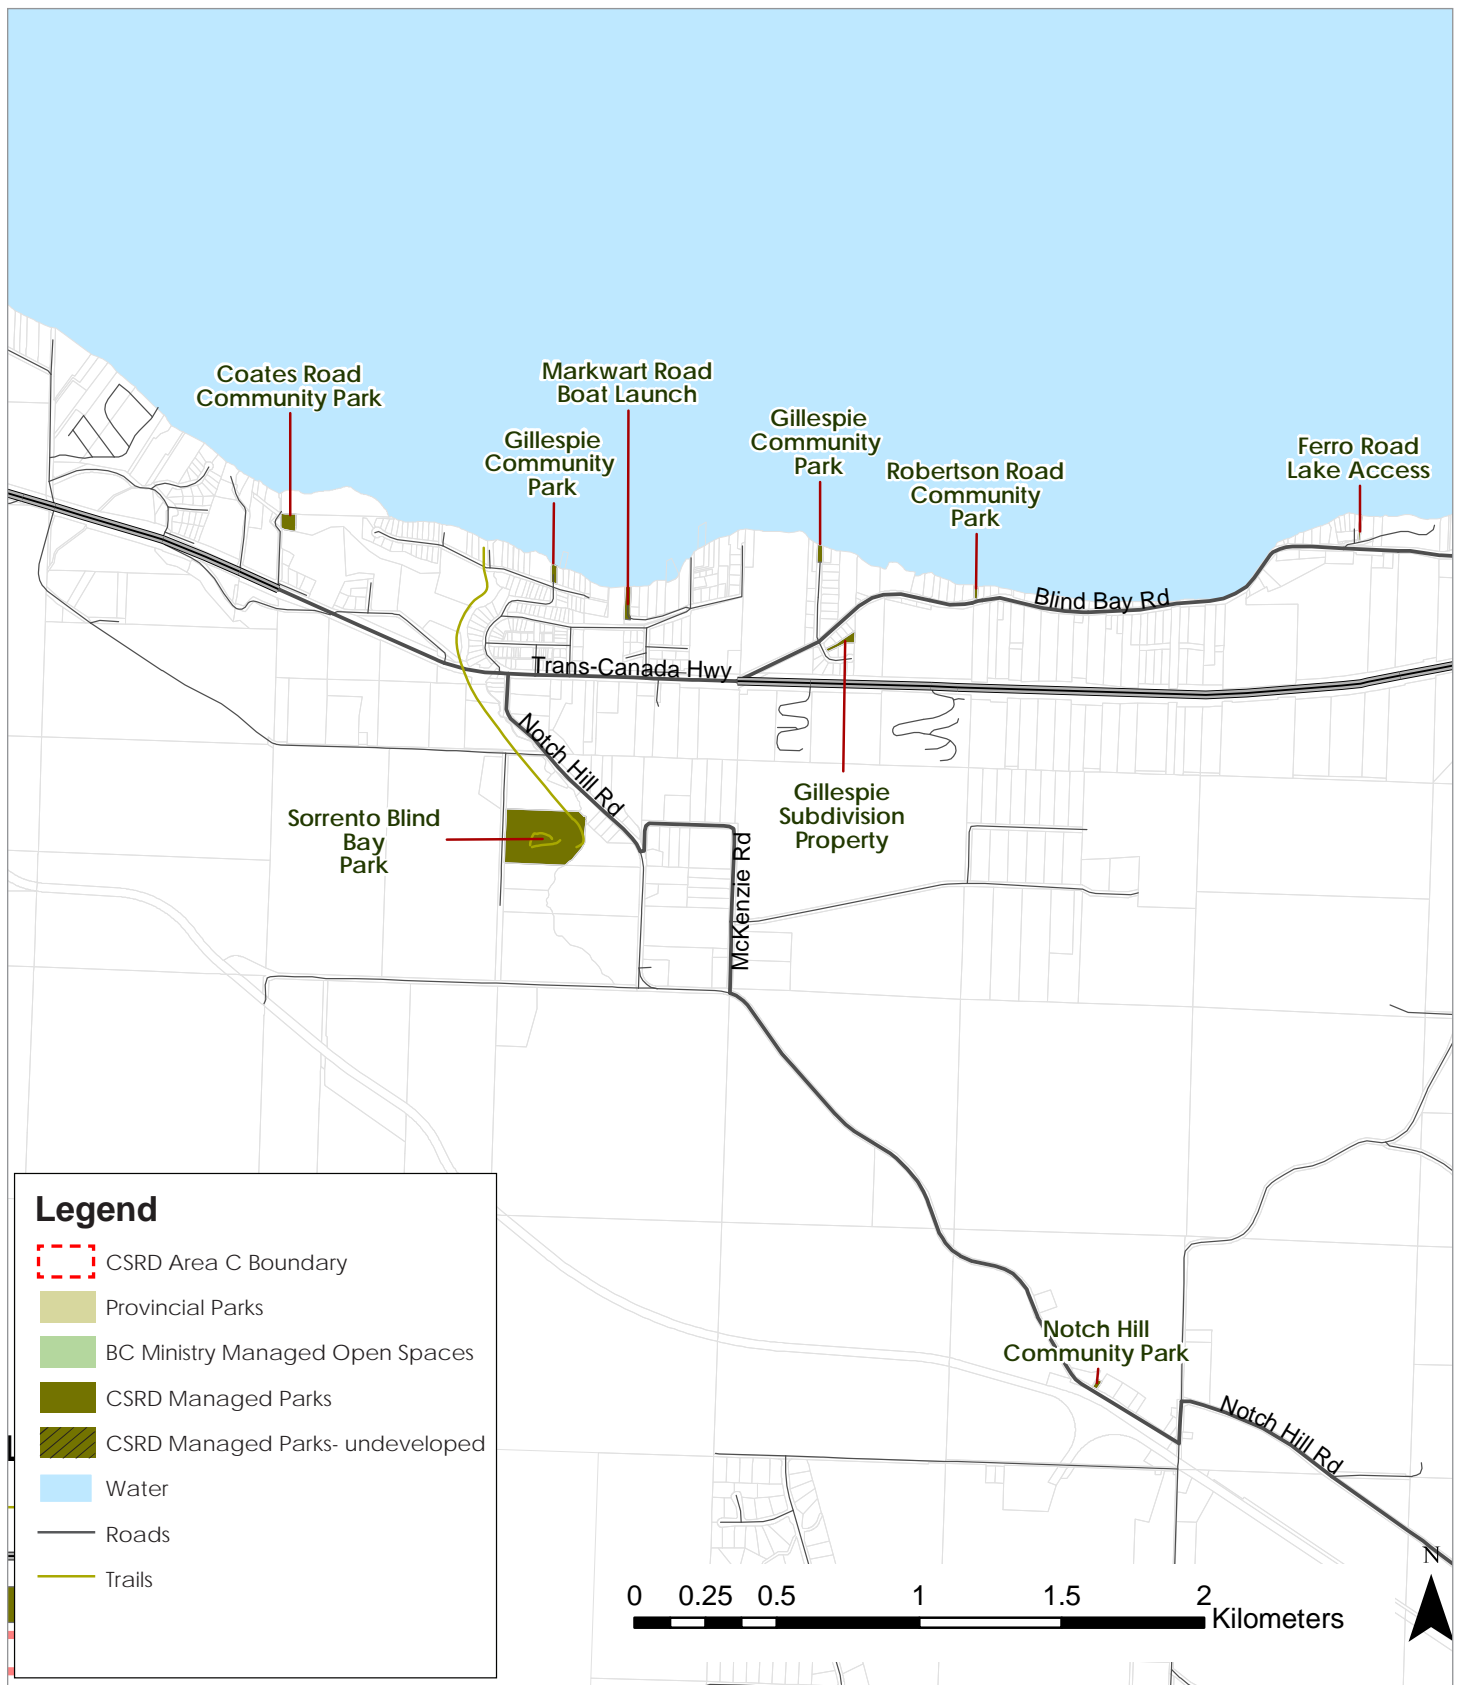 Coates Road
Community Park
Markwart Road
Boat Launch
Gillespie
Community
Park
Gillespie
Community
Park
Robertson Road
Community
Park
Ferro Road
Lake Access
Blind Bay Rd
Trans-Canada Hwy
Notch Hill Rd
Sorrento Blind
Bay
Park
Gillespie
Subdivision
Property
McKenzie Rd
Notch Hill
Community Park
Notch Hill Rd
Legend
CSRD Area C Boundary
Provincial Parks
BC Ministry Managed Open Spaces
CSRD Managed Parks
CSRD Managed Parks- undeveloped
Water
Roads
Trails
0 0.25 0.5 1 1.5 2
Kilometers
N